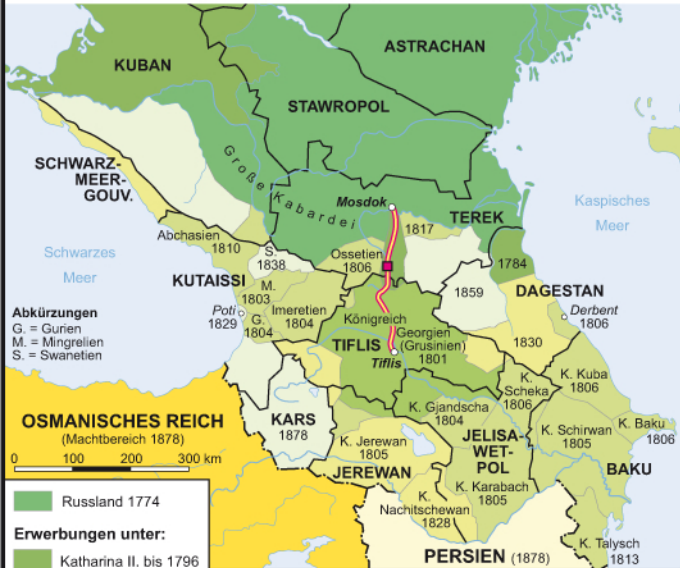 ASTRACHAN
KUBAN
STAWROPOL
SCHWARZ-
MEER-
GOUV.
Große Kabardei
Mosdok
1817
TEREK
Kaspisches
Meer
Abchasien
1810
S.
1838
Ossetien
1806
1784
Schwarzes
Meer
KUTAISSI
M.
1803
1859
DAGESTAN
Abkürzungen
G. = Gurien
M. = Mingrelien
S. = Swanetien
Poti
1829
G.
1804
Imeretien
1804
Königreich
Georgien
(Grusinien)
1801
Derbent
1806
TIFLIS
Tiflis
1830
K.
Scheka
1806
K. Kuba
1806
OSMANISCHES REICH
(Machtbereich 1878)
0 100 200 300 km
KARS
1878
K. Gjandscha
1804
K. Schirwan
1805
K. Baku
1806
K. Jerewan
1805
JELISA-
WET-
POL
JEREWAN
K. Karabach
1805
BAKU
K.
Nachitschewan
1828
Russland 1774
Erwerbungen unter:
Katharina II. bis 1796
PERSIEN (1878)
K. Talysch
1813